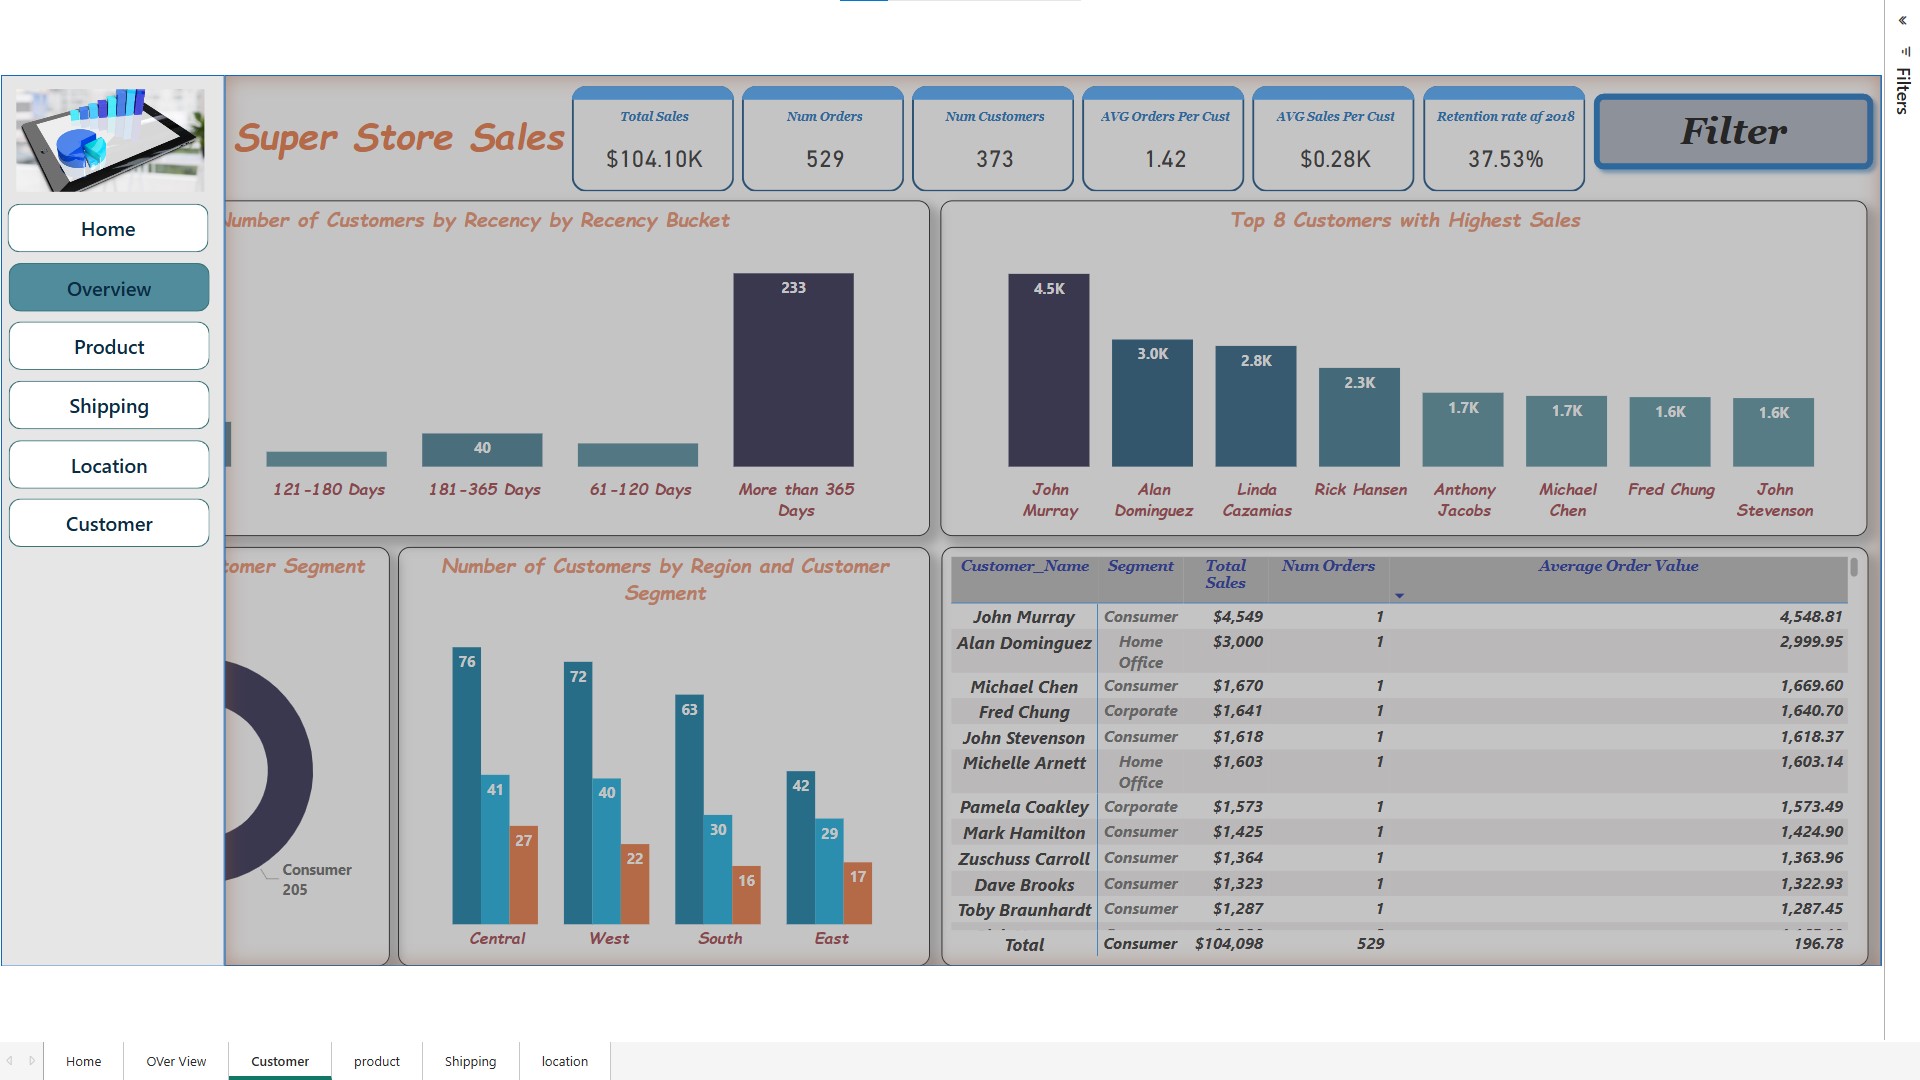 Filters
Super Store Sales
Total Sales
$104.10K
Num Orders
529
Num Customers
373
AVG Orders Per Cust
1.42
AVG Sales Per Cust
$0.28K
Retention rate af 2018
37.53%
Filter
Home
Overview
Product
Shipping
Location
Customer
Number of Customers by Recency by Recency Bucket
233
40
121-180 Days
181-365 Days
61-120 Days
More than 365
Days
Top 8 Customers with Highest Sales
4.5K
3.0K
2.8K
2.3K
1.7K
1.7K
1.6K
1.6K
John
Murray
Alan
Dominguez
Linda
Cazamias
Rick Hansen
Anthony
Jacobs
Michael
Chen
Fred Chung
John
Stevenson
Segment
Consumer
205
Number of Customers by Region and Customer
Segment
76
41
27
72
40
22
63
30
16
42
29
17
Central
West
South
East
Customer_Name Segment Total Sales Num Orders Average Order Value
John Murray Consumer $4,549 1 4,548.81
Alan Dominguez Home Office $3,000 1 2,999.95
Michael Chen Consumer $1,670 1 1,669.60
Fred Chung Corporate $1,641 1 1,640.70
John Stevenson Consumer $1,618 1 1,618.37
Michelle Arnett Home Office $1,603 1 1,603.14
Pamela Coakley Corporate $1,573 1 1,573.49
Mark Hamilton Consumer $1,425 1 1,424.90
Zuschuss Carroll Consumer $1,364 1 1,363.96
Dave Brooks Consumer $1,323 1 1,322.93
Toby Braunhardt Consumer $1,287 1 1,287.45
Total Consumer $104,098 529 196.78
Home
OVer View
Customer
product
Shipping
location